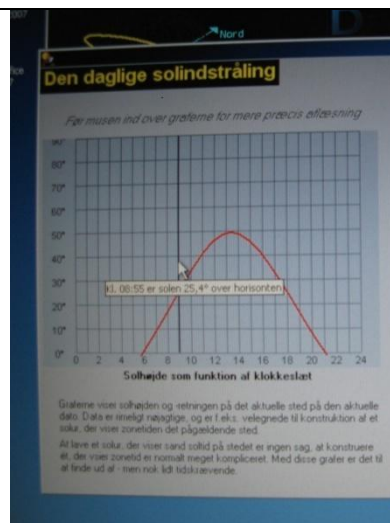 Nord
Den daglige solindstråling
Før musen ind over graferne for mere præcis aflæsning
90°
80°
70°
60°
50°
40°
30°
20°
10°
0°
kl. 08:55 er solen 25,4° over horisonten
0 2 4 6 8 10 12 14 16 18 20 22 24
Solhøjde som funktion af klokkeslæt
Graferne viser solhøjden og -retningen på det aktuelle sted på den aktuelle
dato. Data er rimeligt nøjagtige, og er f.eks. velegnede til konstruktion af et
solur, der viser zonetiden det pågældende sted.
At lave et solur, der viser sand soltid på stedet er ingen sag, at konstruere
ét, der viser zonetid er normalt meget kompliceret. Med disse grafer er det til
at finde ud af - men nok lidt tidskrævende.